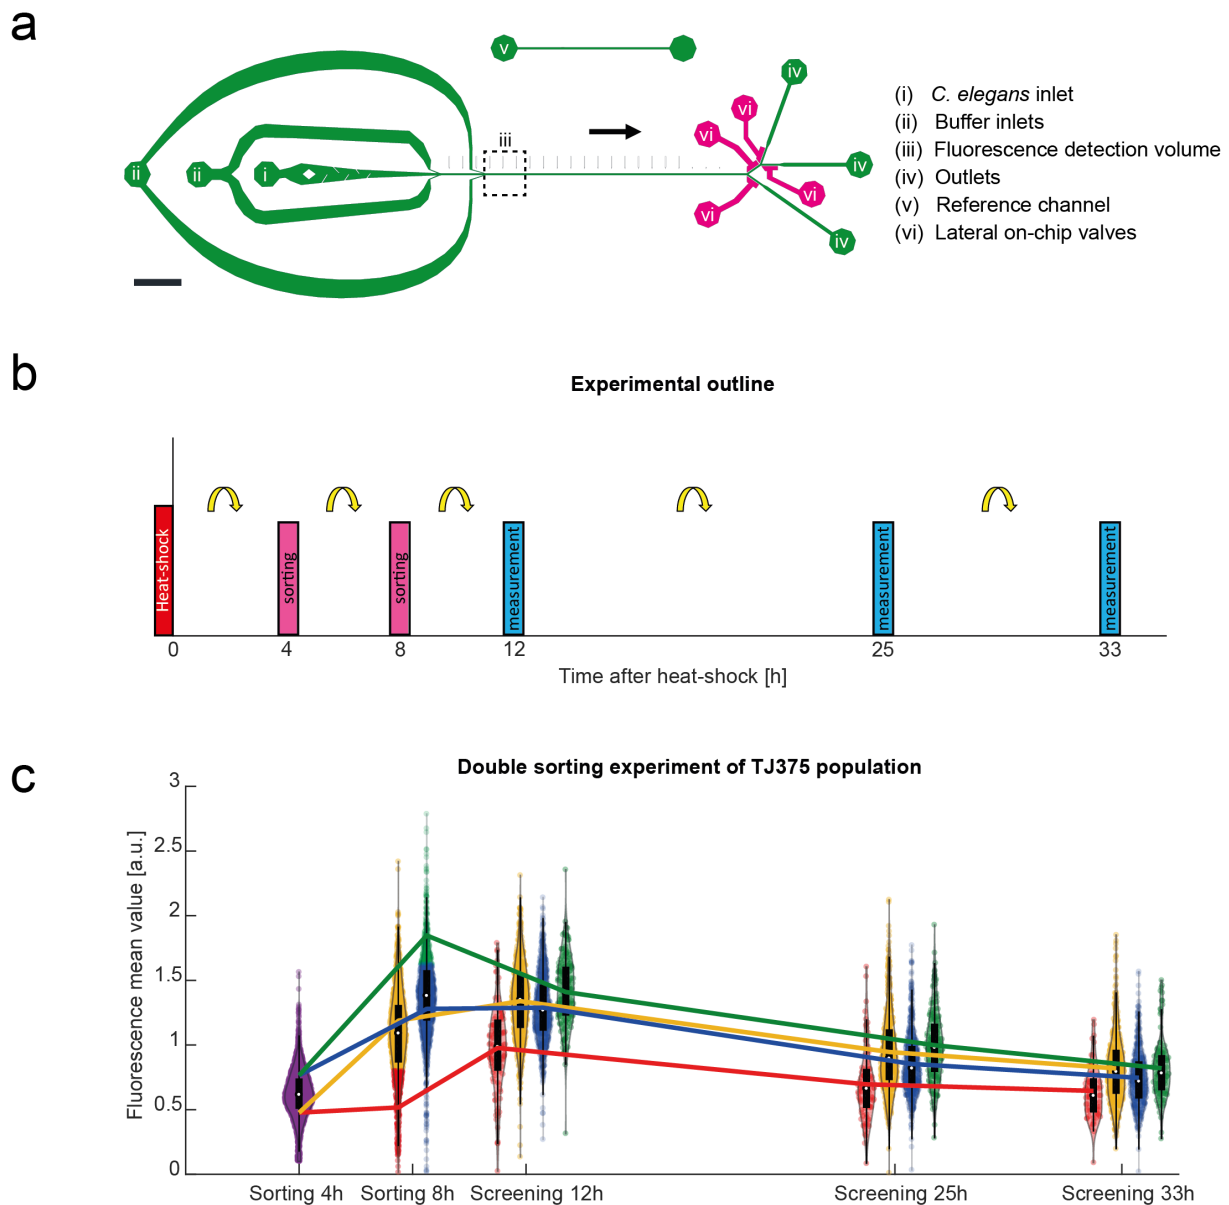 a
v
iv
vi
vi
iii
ii
ii
i
iv
vi
vi
iv
(i) C. elegans inlet
(ii) Buffer inlets
(iii) Fluorescence detection volume
(iv) Outlets
(v) Reference channel
(vi) Lateral on-chip valves
b
Experimental outline
Heat-shock
sorting
sorting
measurement
measurement
measurement
0 4 8 12 25 33
Time after heat-shock [h]
c
Double sorting experiment of TJ375 population
Fluorescence mean value [a.u.]
3
2.5
2
1.5
1
0.5
0
Sorting 4h Sorting 8h Screening 12h Screening 25h Screening 33h